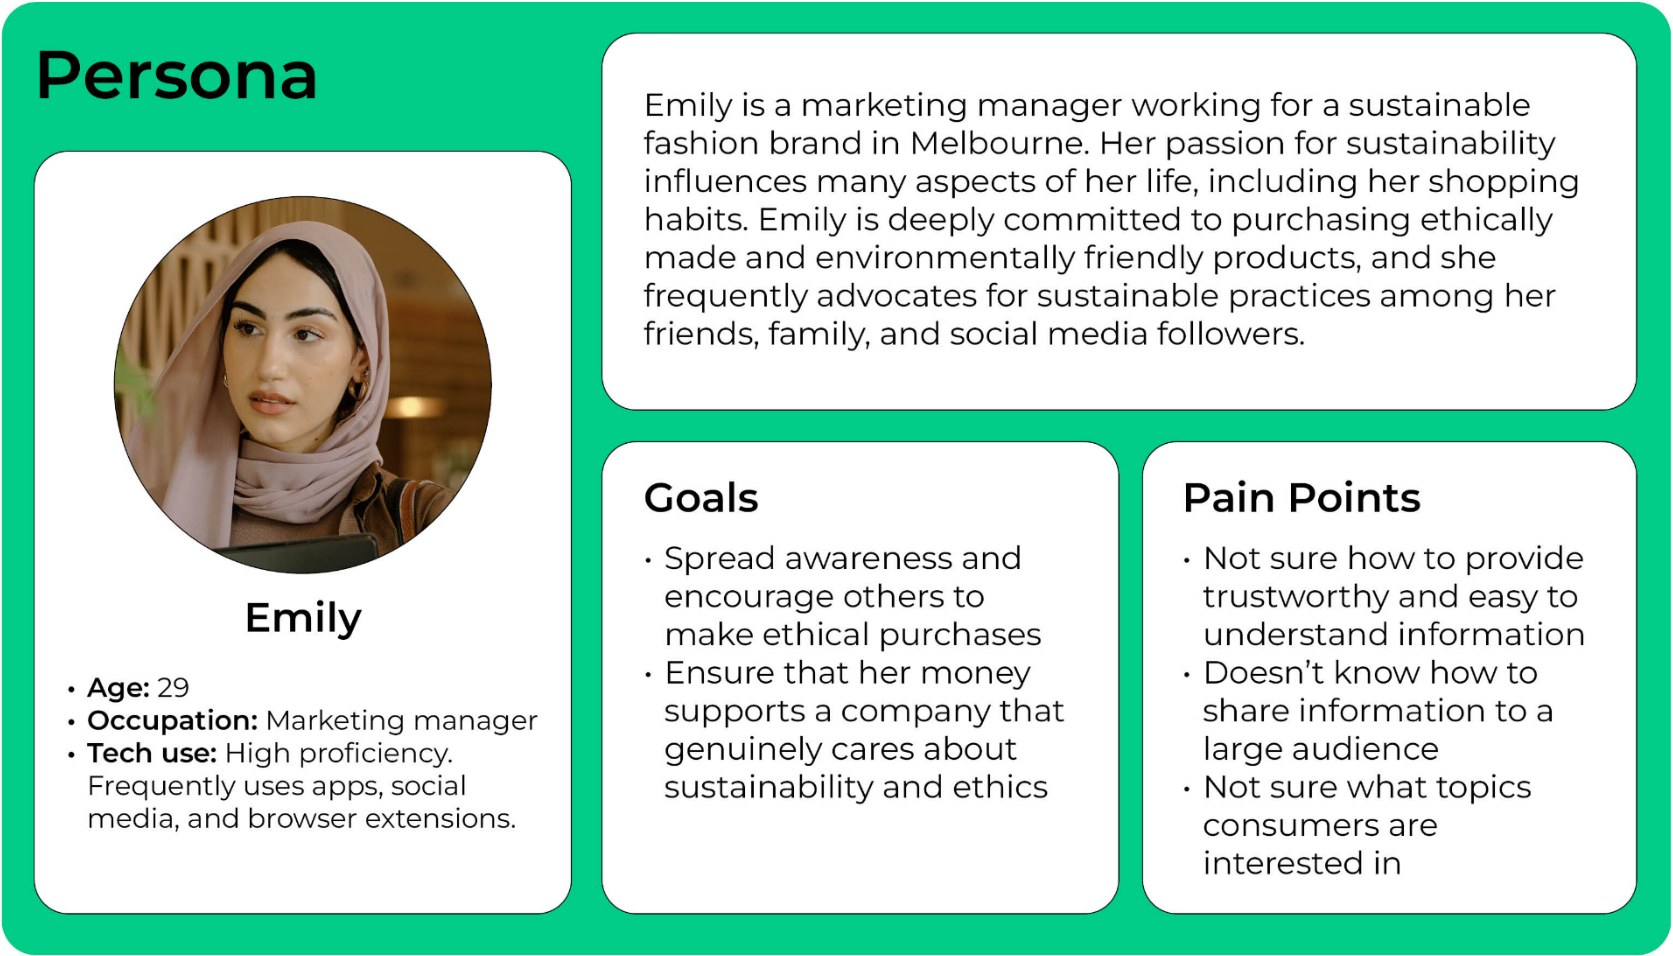 Persona
Emily is a marketing manager working for a sustainable
fashion brand in Melbourne. Her passion for sustainability
influences many aspects of her life, including her shopping
habits. Emily is deeply committed to purchasing ethically
made and environmentally friendly products, and she
frequently advocates for sustainable practices among her
friends, family, and social media followers.
Emily
• Age: 29
• Occupation: Marketing manager
• Tech use: High proficiency.
Frequently uses apps, social
media, and browser extensions.
Goals
• Spread awareness and
encourage others to
make ethical purchases
• Ensure that her money
supports a company that
genuinely cares about
sustainability and ethics
Pain Points
• Not sure how to provide
trustworthy and easy to
understand information
• Doesn’t know how to
share information to a
large audience
• Not sure what topics
consumers are
interested in